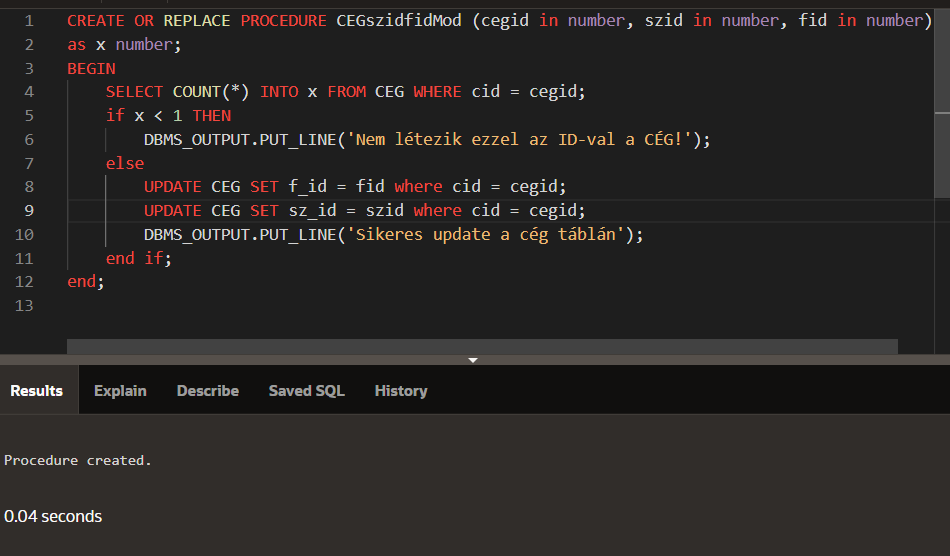 1 CREATE OR REPLACE PROCEDURE CEGszidfidMod (cegid in number, szid in number, fid in number)
2 as x number;
3 BEGIN
4 SELECT COUNT(*) INTO x FROM CEG WHERE cid = cegid;
5 if x < 1 THEN
6 DBMS_OUTPUT.PUT_LINE('Nem létezik ezzel az ID-val a CÉG!');
7 else
8 UPDATE CEG SET f_id = fid where cid = cegid;
9 UPDATE CEG SET sz_id = szid where cid = cegid;
10 DBMS_OUTPUT.PUT_LINE('Sikeres update a cég táblán');
11 end if;
12 end;
13
Results Explain Describe Saved SQL History
Procedure created.
0.04 seconds